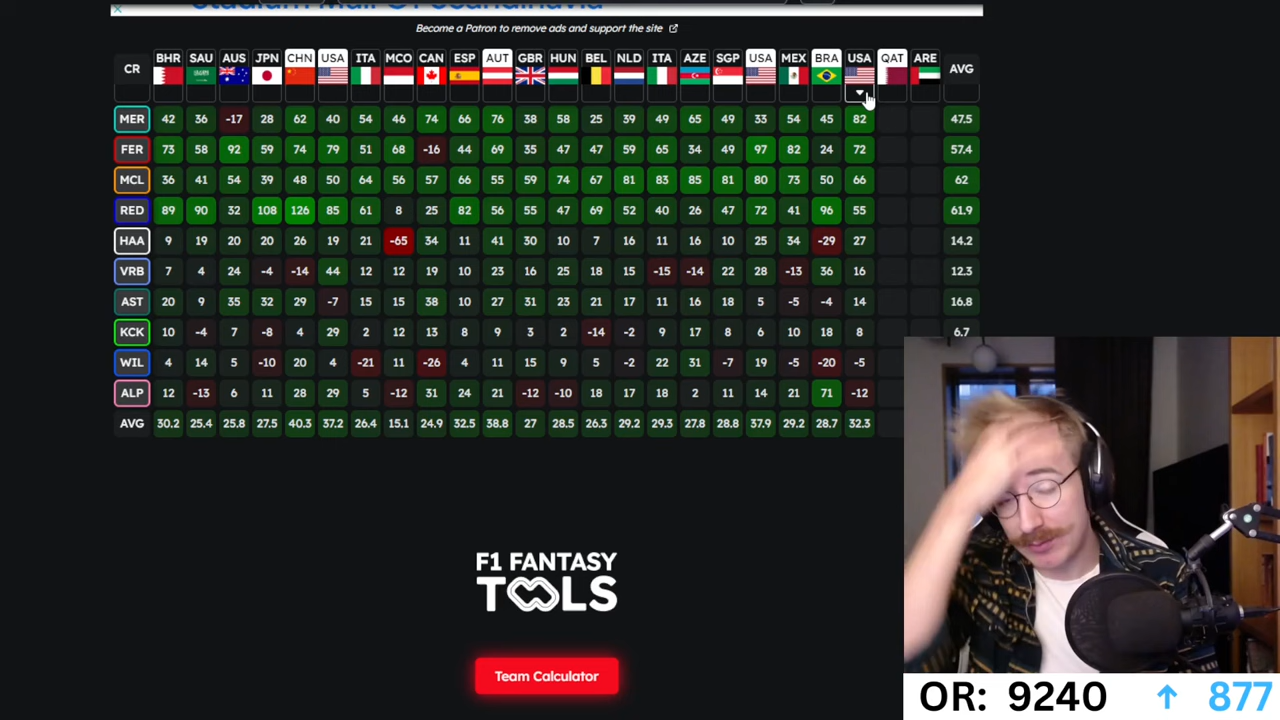 Become a Patron to remove ads and support the site
CR BHR SAU AUS JPN CHN USA ITA MCO CAN ESP AUT GBR HUN BEL NLD ITA AZE SGP USA MEX BRA USA QAT ARE AVG
MER 42 36 -17 28 62 40 54 46 74 66 76 38 58 25 39 49 65 49 33 54 45 82 47.5
FER 73 58 92 59 74 79 51 68 -16 44 69 35 47 47 59 65 34 49 97 82 24 72 57.4
MCL 36 41 54 39 48 50 64 56 57 66 55 59 74 67 81 83 85 81 80 73 50 66 62
RED 89 90 32 108 126 85 61 8 25 82 56 55 47 69 52 40 26 47 72 41 96 55 61.9
HAA 9 19 20 20 26 19 21 -65 34 11 41 30 10 7 16 11 16 10 25 34 -29 27 14.2
VRB 7 4 24 -4 -14 44 12 12 19 10 23 16 25 18 15 -15 -14 22 28 -13 36 16 12.3
AST 20 9 35 32 29 -7 15 15 38 10 27 31 23 21 17 11 16 18 5 -5 -4 14 16.8
KCK 10 -4 7 -8 4 29 2 12 13 8 9 3 2 -14 -2 9 17 8 6 10 18 8 6.7
WIL 4 14 5 -10 20 4 -21 11 -26 4 11 15 9 5 -2 22 31 -7 19 -5 -20 -5
ALP 12 -13 6 11 28 29 5 -12 31 24 21 -12 -10 18 17 18 2 11 14 21 71 -12
AVG 30.2 25.4 25.8 27.5 40.3 37.2 26.4 15.1 24.9 32.5 38.8 27 28.5 26.3 29.2 29.3 27.8 28.8 37.9 29.2 28.7 32.3
F1 FANTASY
TOOLS
Team Calculator
OR: 9240 ↑ 877